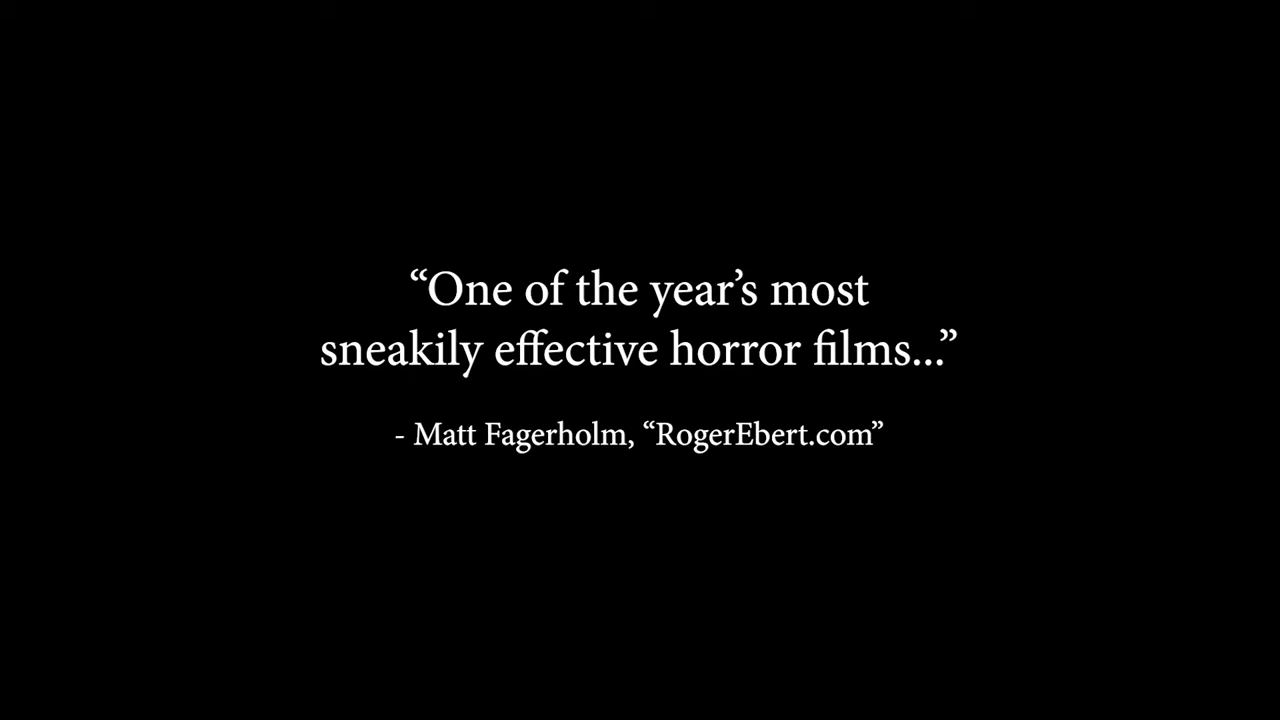 “One of the year’s most
sneakily effective horror films...”
- Matt Fagerholm, “RogerEbert.com”